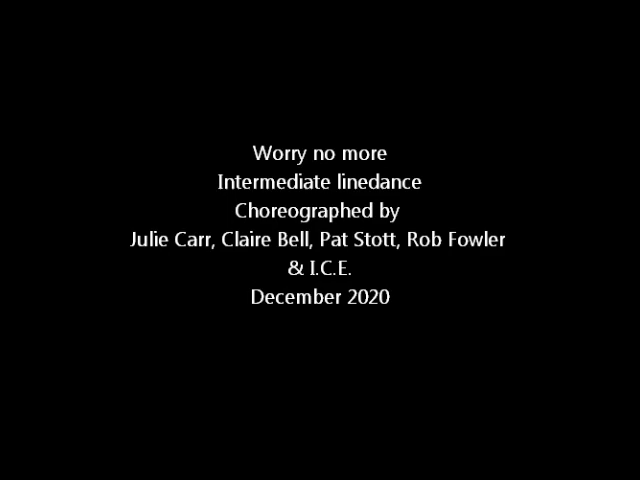 Worry no more
Intermediate linedance
Choreographed by
Julie Carr, Claire Bell, Pat Stott, Rob Fowler
& I.C.E.
December 2020